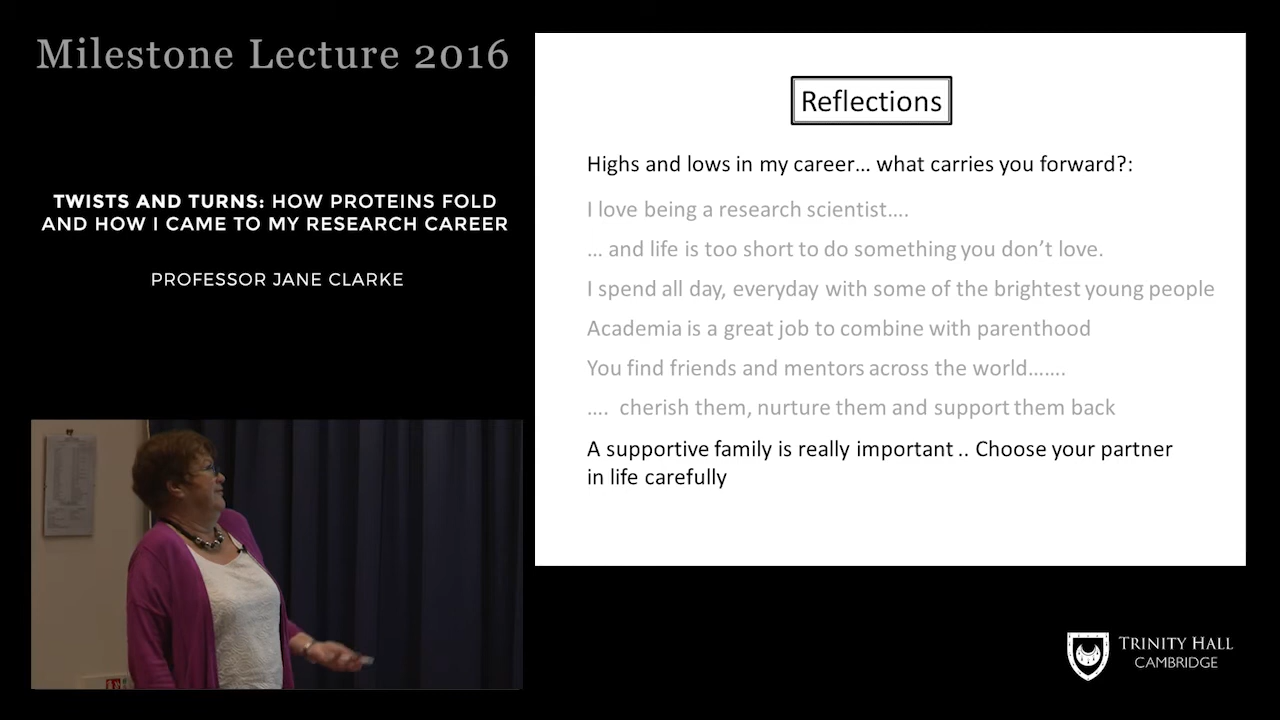 Milestone Lecture 2016
TWISTS AND TURNS: HOW PROTEINS FOLD
AND HOW I CAME TO MY RESEARCH CAREER
PROFESSOR JANE CLARKE
Reflections
Highs and lows in my career... what carries you forward?:
I love being a research scientist....
... and life is too short to do something you don’t love.
I spend all day, everyday with some of the brightest young people
Academia is a great job to combine with parenthood
You find friends and mentors across the world.......
.... cherish them, nurture them and support them back
A supportive family is really important .. Choose your partner
in life carefully
TRINITY HALL
CAMBRIDGE